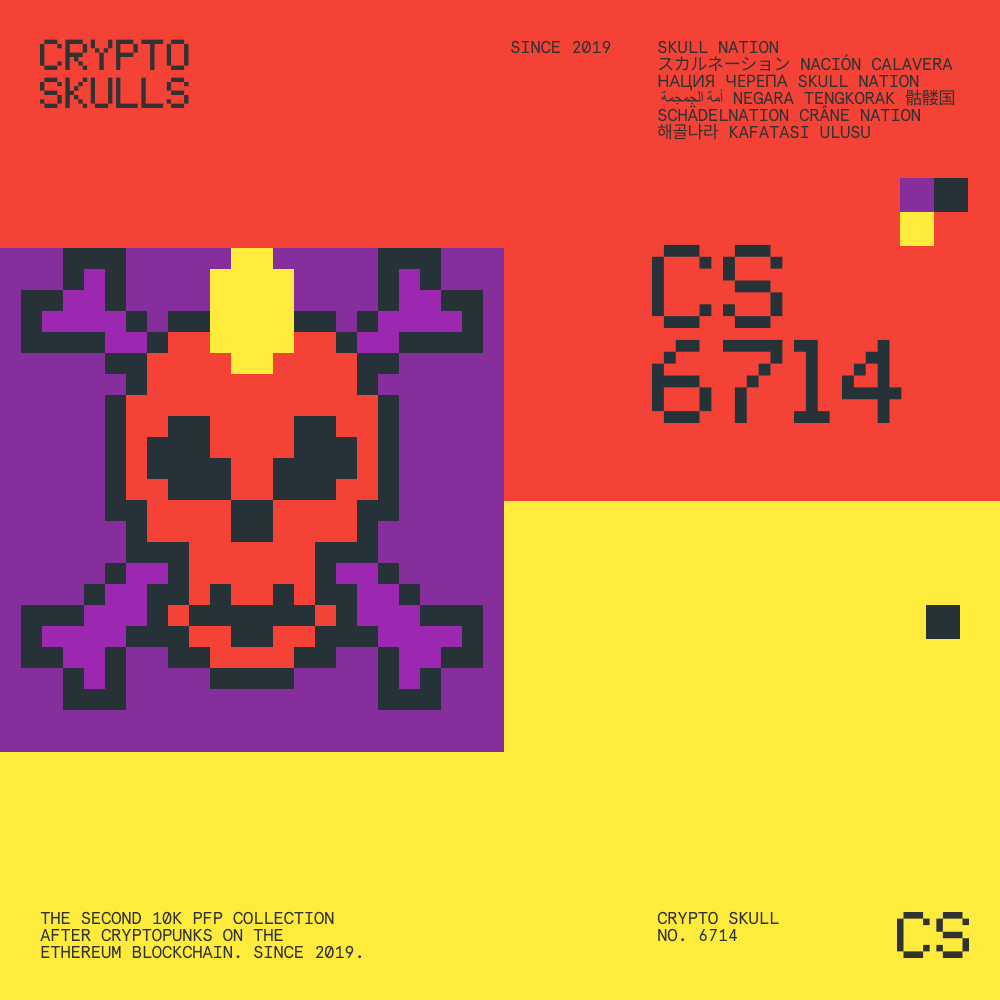 CRYPTO
SKULLS
SINCE 2019
SKULL NATION
スカルネーション NACIÓN CALAVERA
НАЦИЯ ЧЕРЕПА SKULL NATION
أمة الجمجمة NEGARA TENGKORAK 骷髅国
SCHÄDELNATION CRÂNE NATION
해골나라 KAFATASI ULUSU
CS
6714
THE SECOND 10K PFP COLLECTION
AFTER CRYPTOPUNKS ON THE
ETHEREUM BLOCKCHAIN. SINCE 2019.
CRYPTO SKULL
NO. 6714
CS